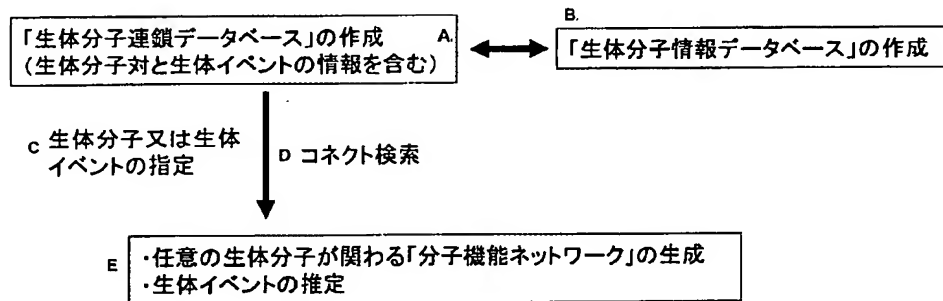 「生体分子連鎖データベース」の作成 A.
(生体分子対と生体イベントの情報を含む)
B.
「生体分子情報データベース」の作成
C 生体分子又は生体
イベントの指定
D コネクト検索
E
・任意の生体分子が関わる「分子機能ネットワーク」の生成
・生体イベントの推定